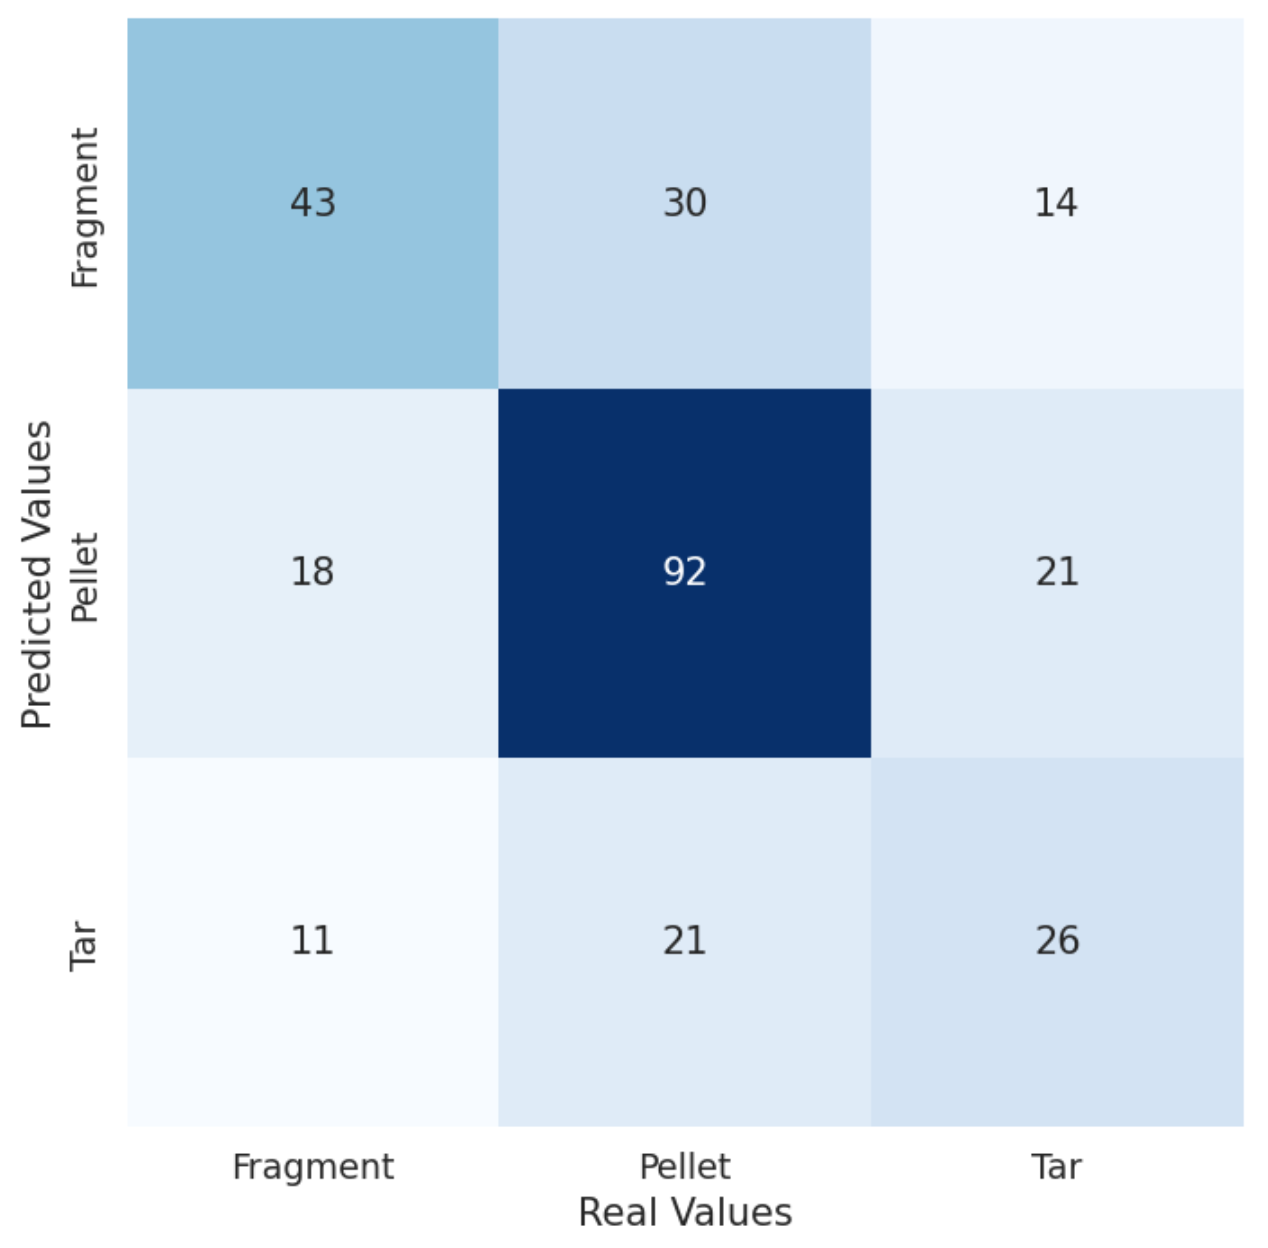 Predicted Values
Fragment
43 30 14
Pellet
18 92 21
Tar
11 21 26
Fragment Pellet Tar
Real Values